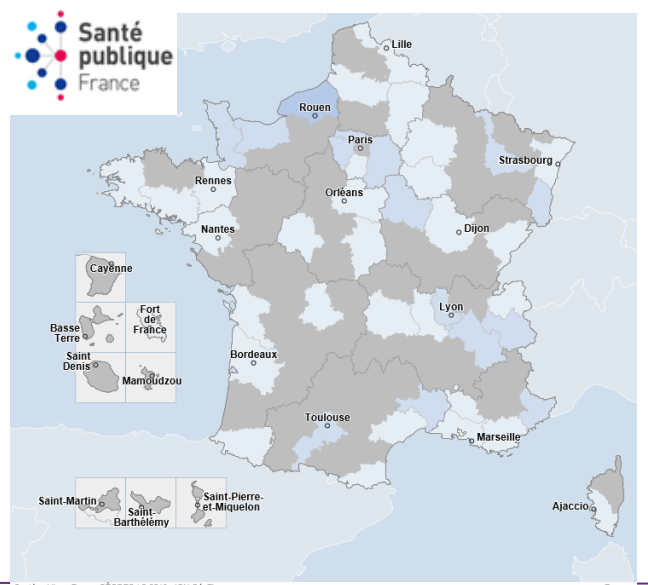 Santé
publique
France
Lille
Rouen
Paris
Strasbourg
Rennes
Orléans
Nantes
Dijon
Cayenne
Fort
de
France
Basse
Terre
Lyon
Saint
Denis
Mamoudzou
Bordeaux
Toulouse
Marseille
Saint-Martin
Saint-
Barthélémy
Saint-Pierre-
et-Miquelon
Ajaccio